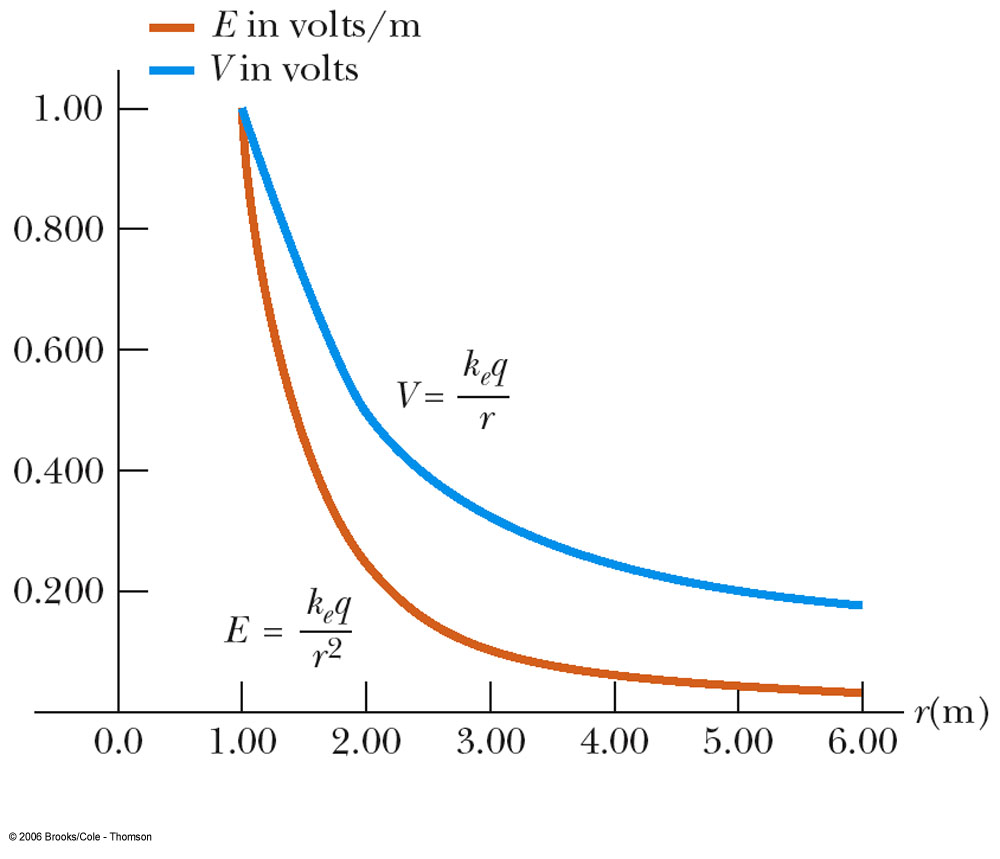 E in volts/m
V in volts
1.00
0.800
0.600
0.400
0.200
V = kₑq / r
E = kₑq / r²
0.0 1.00 2.00 3.00 4.00 5.00 6.00 r(m)
© 2006 Brooks/Cole - Thomson